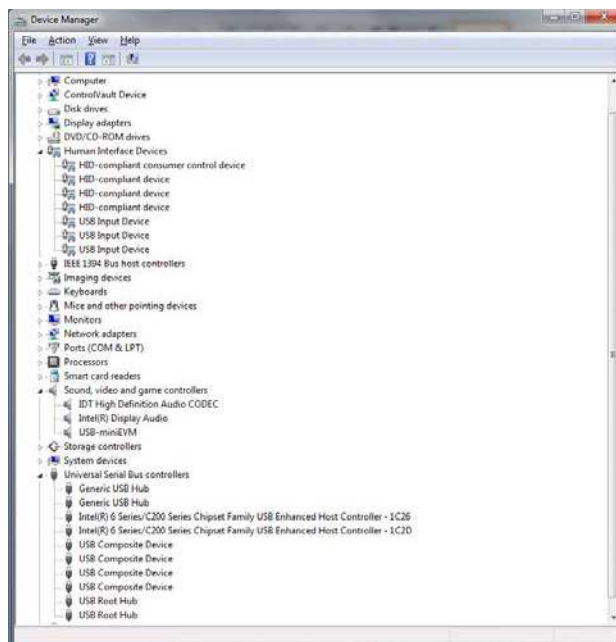 Device Manager
File Action View Help
Computer
ControlVault Device
Disk drives
Display adapters
DVD/CD-ROM drives
Human Interface Devices
HID-compliant consumer control device
HID-compliant device
HID-compliant device
HID-compliant device
USB Input Device
USB Input Device
USB Input Device
IEEE 1394 Bus host controllers
Imaging devices
Keyboards
Mice and other pointing devices
Monitors
Network adapters
Ports (COM & LPT)
Processors
Smart card readers
Sound, video and game controllers
IDT High Definition Audio CODEC
Intel(R) Display Audio
USB-miniEVM
Storage controllers
System devices
Universal Serial Bus controllers
Generic USB Hub
Generic USB Hub
Intel(R) 6 Series/C200 Series Chipset Family USB Enhanced Host Controller - 1C26
Intel(R) 6 Series/C200 Series Chipset Family USB Enhanced Host Controller - 1C2D
USB Composite Device
USB Composite Device
USB Composite Device
USB Composite Device
USB Root Hub
USB Root Hub